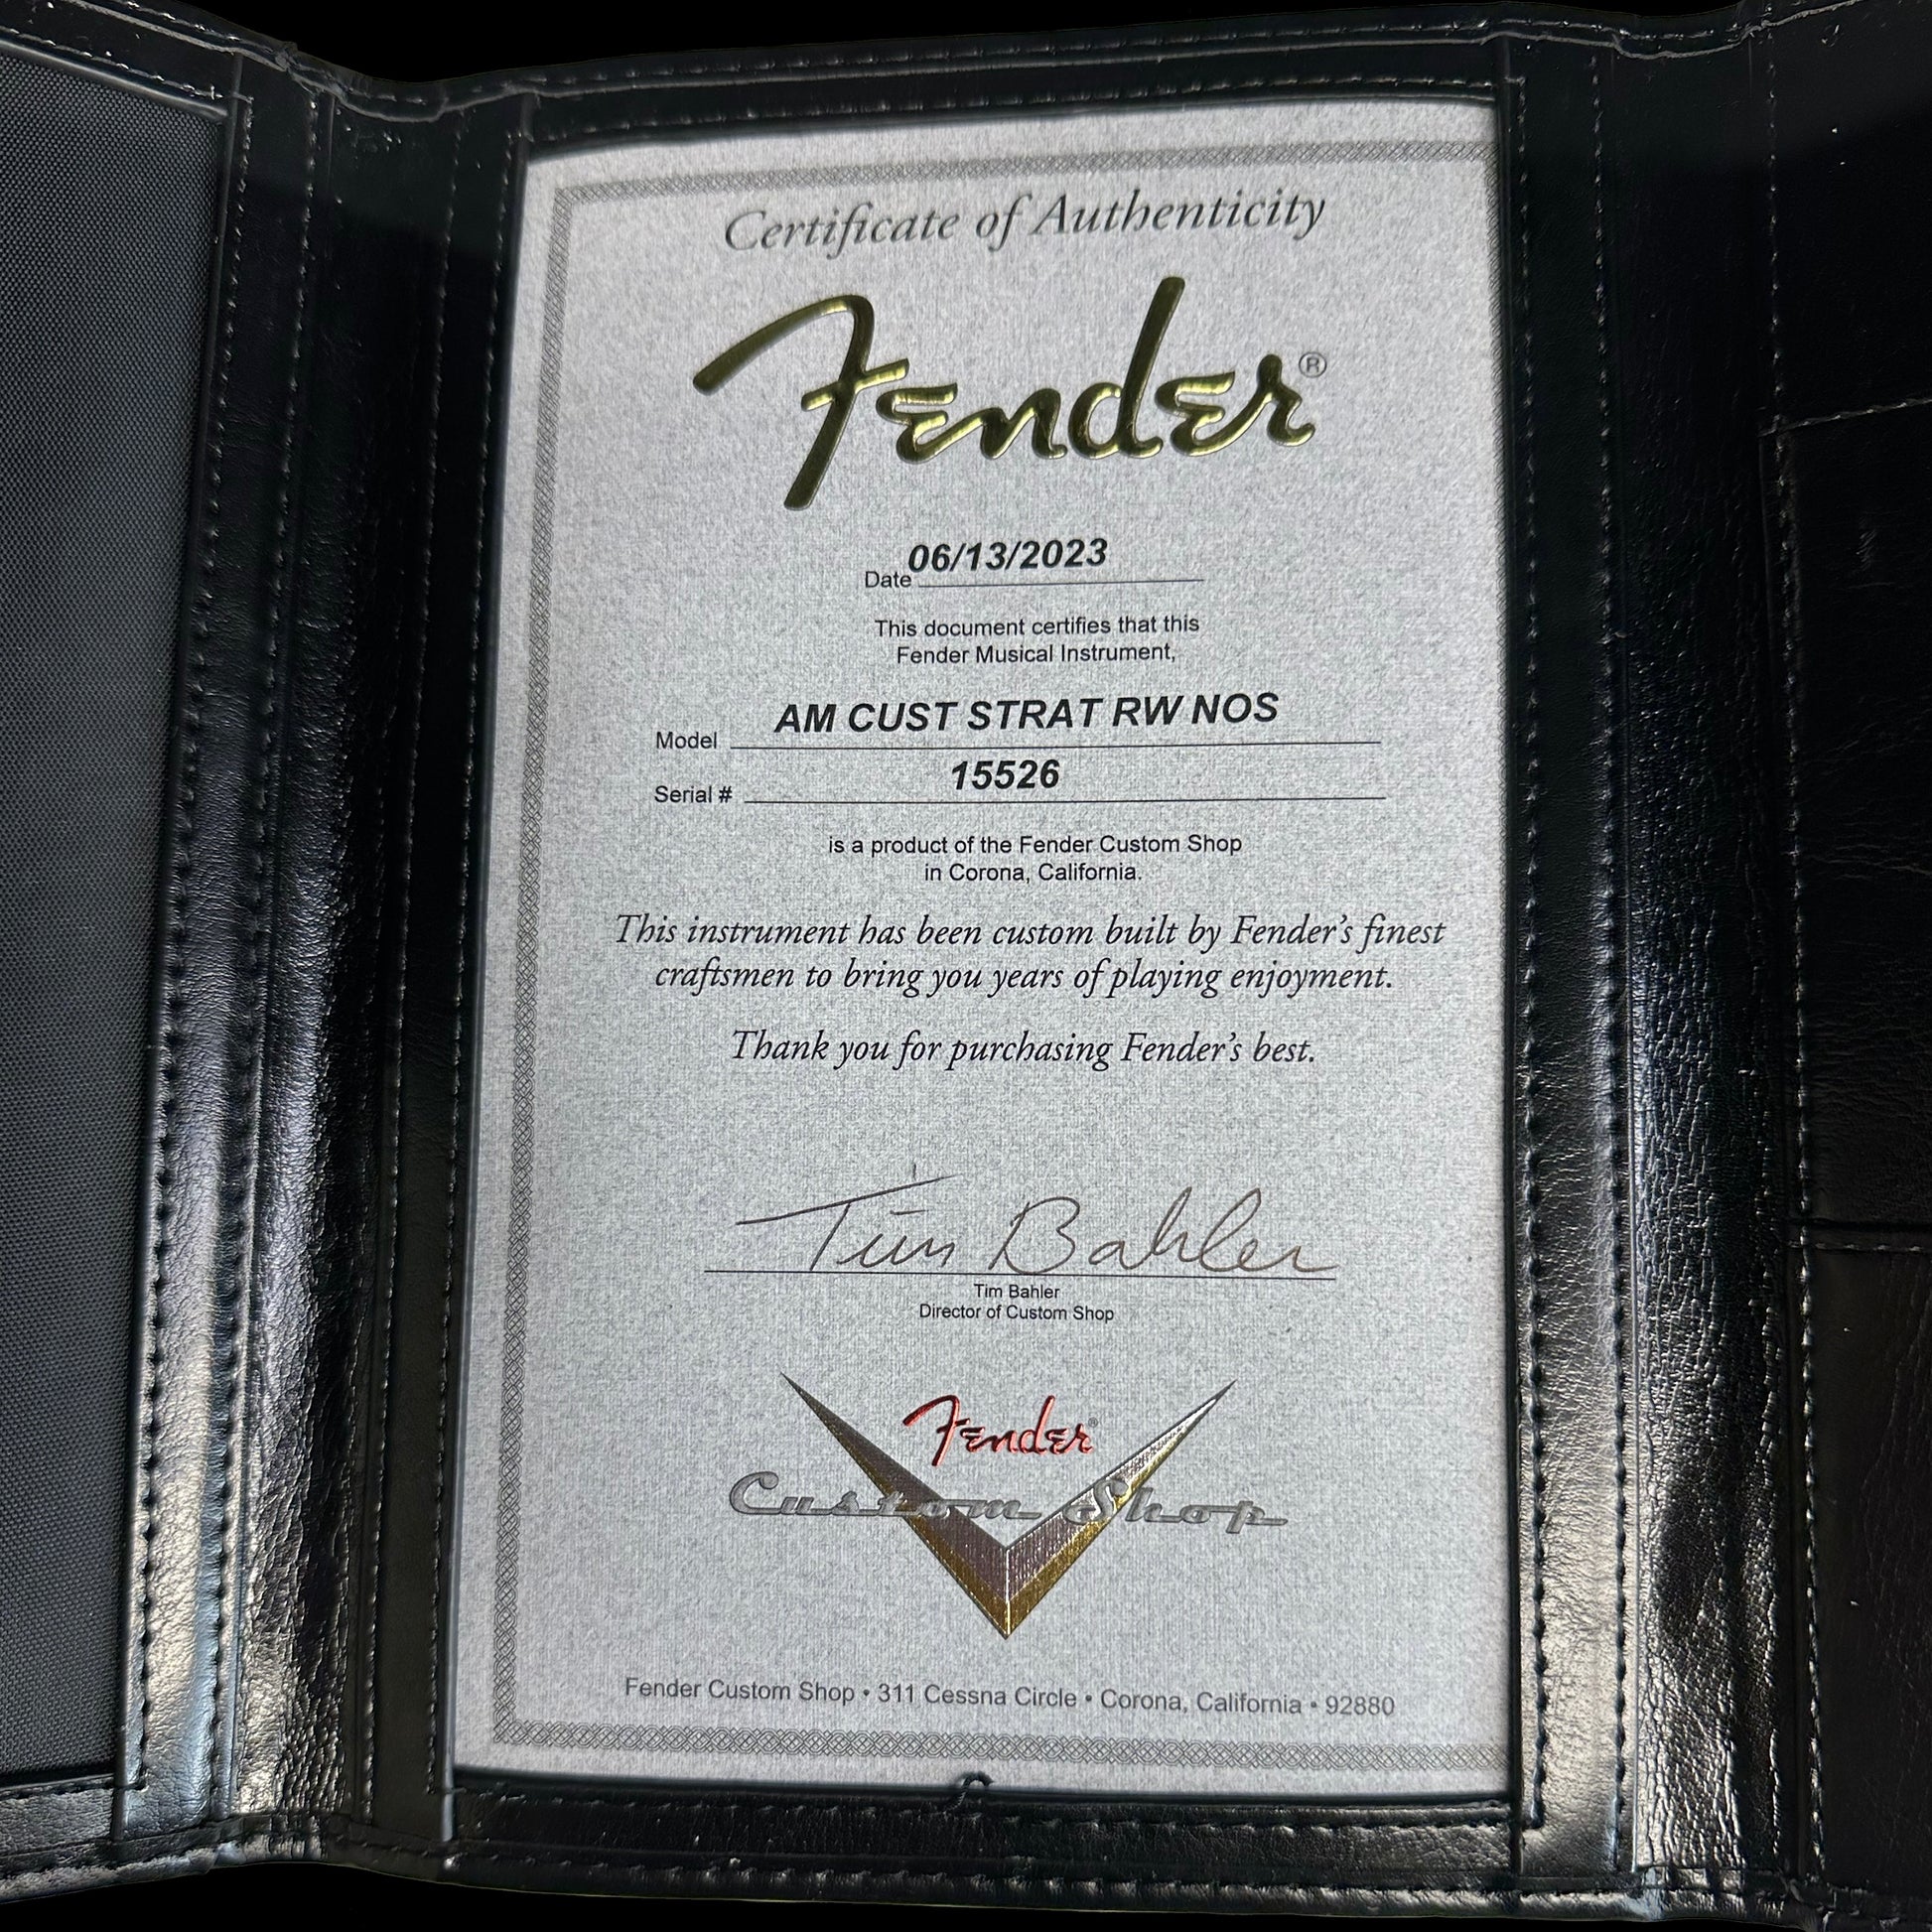 Certificate of Authenticity
Fender®
Date 06/13/2023
This document certifies that this
Fender Musical Instrument,
Model AM CUST STRAT RW NOS
Serial # 15526
is a product of the Fender Custom Shop
in Corona, California.
This instrument has been custom built by Fender's finest
craftsmen to bring you years of playing enjoyment.
Thank you for purchasing Fender's best.
Tim Bahler
Tim Bahler
Director of Custom Shop
Fender®
Custom Shop
Fender Custom Shop • 311 Cessna Circle • Corona, California • 92880